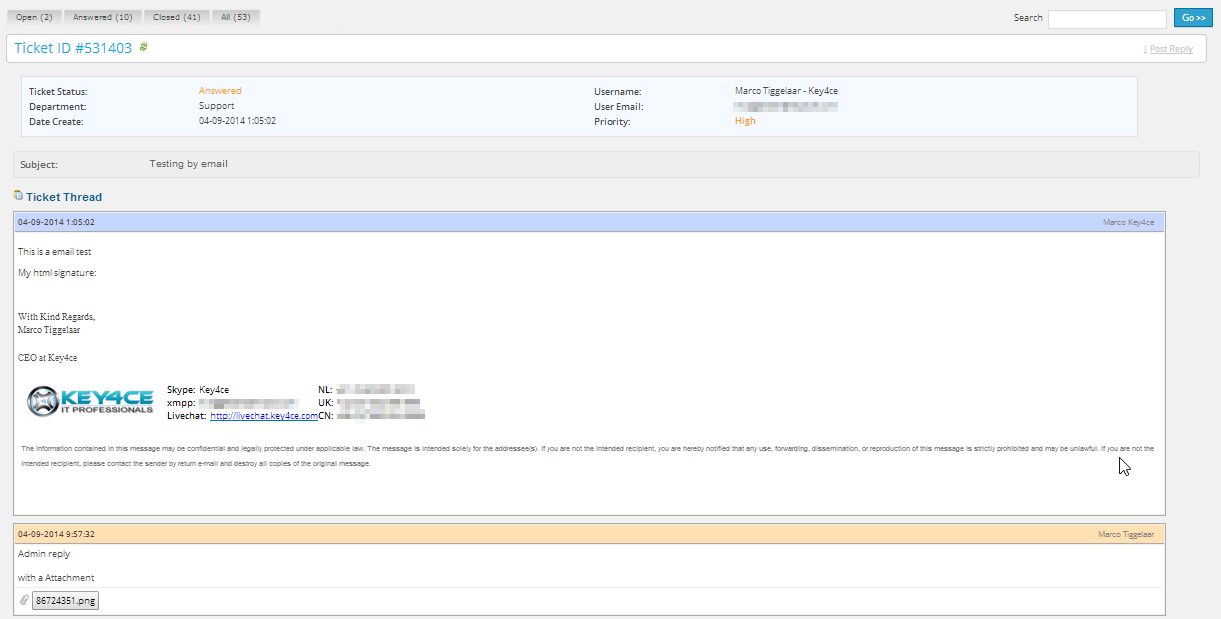 Open (2) Answered (10) Closed (41) All (53) Search Go >>
Ticket ID #531403 ↓ Post Reply
Ticket Status: Answered Username: Marco Tiggelaar - Key4ce
Department: Support User Email:
Date Create: 04-09-2014 1:05:02 Priority: High
Subject: Testing by email
Ticket Thread
04-09-2014 1:05:02 Marco Key4ce
This is a email test
My html signature:
With Kind Regards,
Marco Tiggelaar
CEO at Key4ce
KEY4CE
IT PROFESSIONALS
Skype: Key4ce NL:
xmpp: UK:
Livechat: http://livechat.key4ce.com CN:
The information contained in this message may be confidential and legally protected under applicable law. The message is intended solely for the addressee(s). If you are not the intended recipient, you are hereby notified that any use, forwarding, dissemination, or reproduction of this message is strictly prohibited and may be unlawful. If you are not the
intended recipient, please contact the sender by return e-mail and destroy all copies of the original message.
04-09-2014 9:57:32 Marco Tiggelaar
Admin reply
with a Attachment
86724351.png